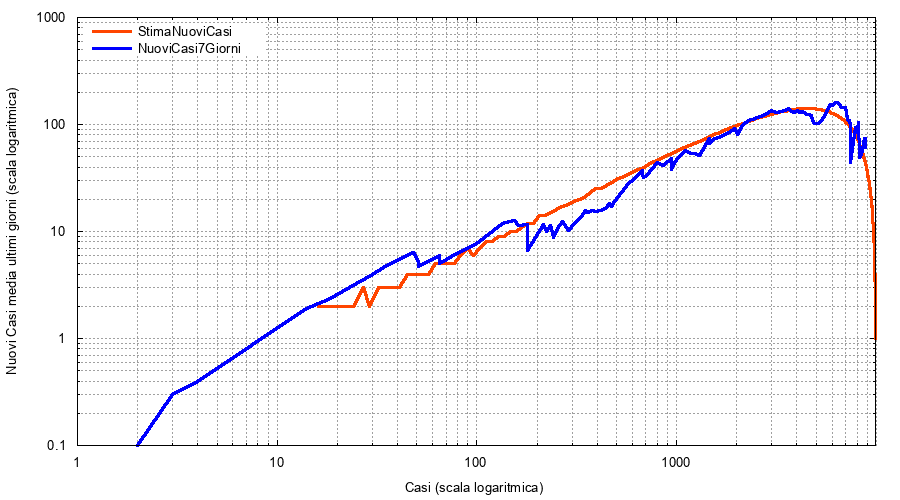 1000
StimaNuoviCasi
NuoviCasi7Giorni
100
10
1
0.1
1 10 100 1000
Nuovi Casi media ultimi giorni (scala logaritmica)
Casi (scala logaritmica)